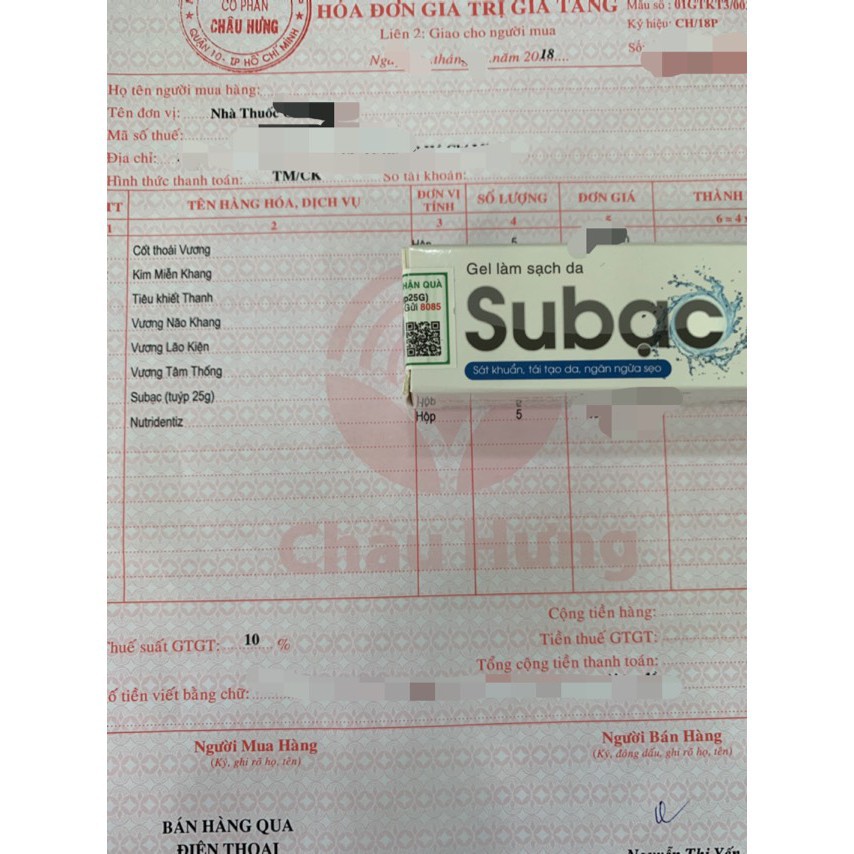 CỔ PHẦN
CHÂU HƯNG
QUẬN 10 - TP HỒ CHÍ MINH
HÓA ĐƠN GIÁ TRỊ GIA TĂNG
Liên 2: Giao cho người mua
tháng năm 2018
Mẫu số : 01GTKT3/00
Ký hiệu: CH/18P
Số:
Họ tên người mua hàng:
Tên đơn vị: Nhà Thuốc
Mã số thuế:
Địa chỉ:
Hình thức thanh toán: TM/CK Số tài khoản:
TT TÊN HÀNG HÓA, DỊCH VỤ ĐƠN VỊ TÍNH SỐ LƯỢNG ĐƠN GIÁ THÀNH
1 2 3 4 5 6 = 4
Cốt thoái Vương
Kim Miễn Khang
Tiêu khiết Thanh
Vương Não Khang
Vương Lão Kiện
Vương Tâm Thống
Subạc (tuýp 25g) Hộp
Nutridentiz Hộp 5
HẬN QUÀ
p25G)
Gửi 8085
Gel làm sạch da
Subạc
Sát khuẩn, tái tạo da, ngăn ngừa sẹo
Châu Hưng
Cộng tiền hàng:
Thuế suất GTGT: 10 % Tiền thuế GTGT:
Tổng cộng tiền thanh toán:
ố tiền viết bằng chữ:
Người Mua Hàng
(Ký, ghi rõ họ, tên)
Người Bán Hàng
(Ký, đóng dấu, ghi rõ họ, tên)
BÁN HÀNG QUA
ĐIỆN THOẠI
Nguyễn Thị Yến